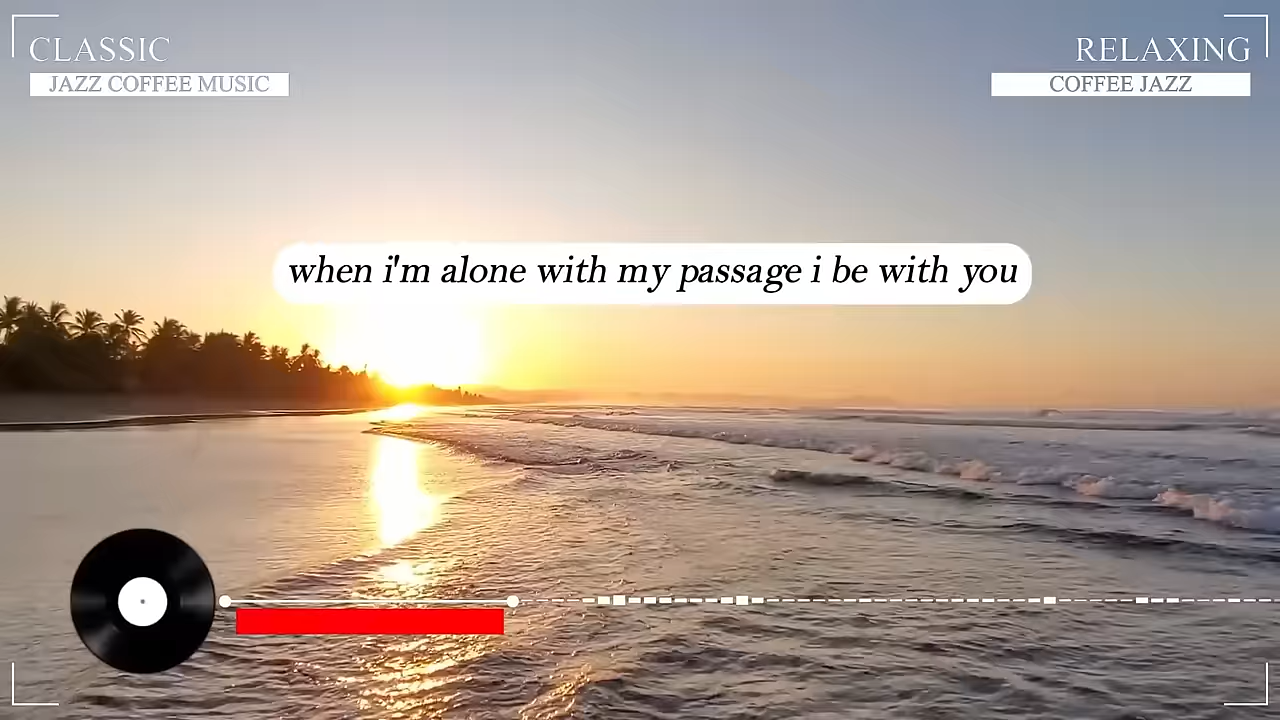 CLASSIC
JAZZ COFFEE MUSIC
RELAXING
COFFEE JAZZ
when i'm alone with my passage i be with you